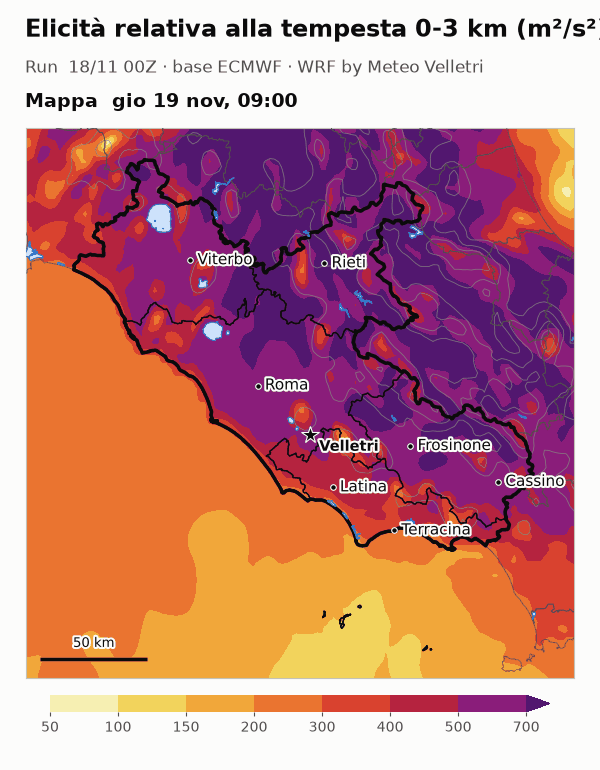 Elicità relativa alla tempesta 0-3 km (m²/s²)
Run 18/11 00Z · base ECMWF · WRF by Meteo Velletri
Mappa gio 19 nov, 09:00
Viterbo
Rieti
Roma
Velletri
Frosinone
Cassino
Latina
Terracina
50 km
50 100 150 200 300 400 500 700